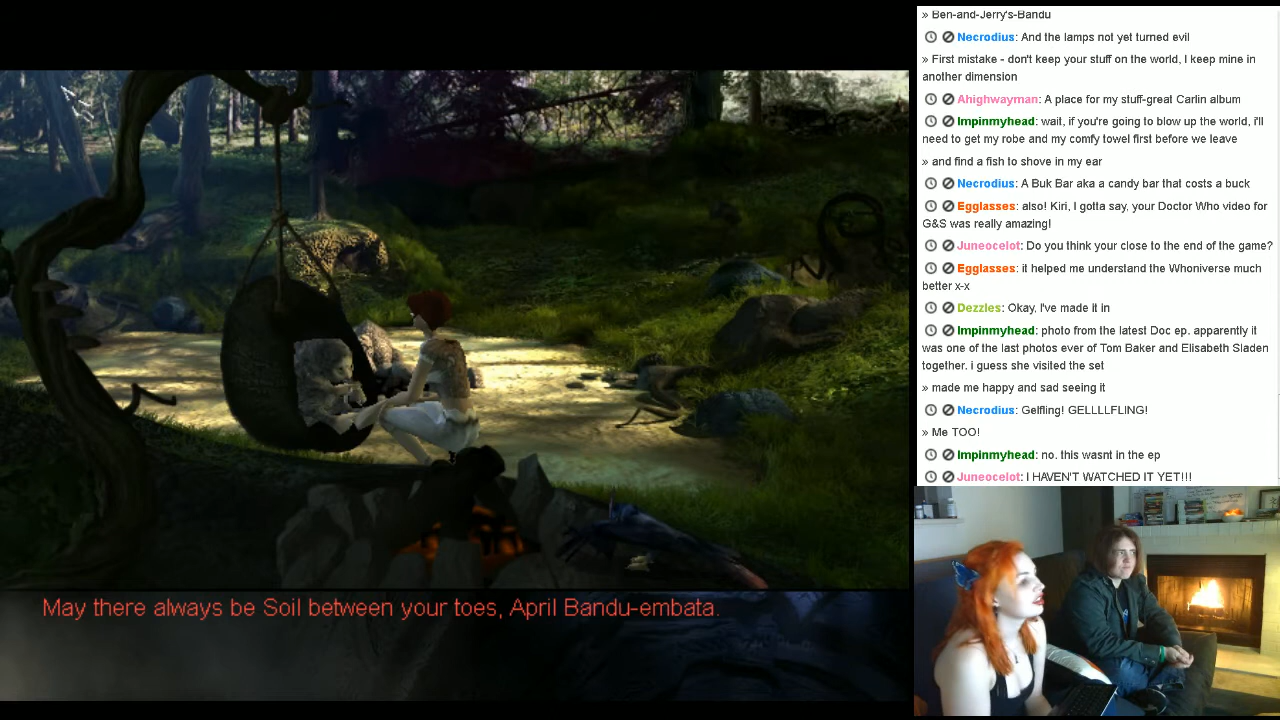 » Ben-and-Jerry's-Bandu
Necrodius: And the lamps not yet turned evil
» First mistake - don't keep your stuff on the world, I keep mine in
another dimension
Ahighwayman: A place for my stuff-great Carlin album
Impinmyhead: wait, if you're going to blow up the world, i'll
need to get my robe and my comfy towel first before we leave
» and find a fish to shove in my ear
Necrodius: A Buk Bar aka a candy bar that costs a buck
Egglasses: also! Kiri, I gotta say, your Doctor Who video for
G&S was really amazing!
Juneocelot: Do you think your close to the end of the game?
Egglasses: it helped me understand the Whoniverse much
better x-x
Dezzles: Okay, I've made it in
Impinmyhead: photo from the latest Doc ep. apparently it
was one of the last photos ever of Tom Baker and Elisabeth Sladen
together. i guess she visited the set
» made me happy and sad seeing it
Necrodius: Gelfling! GELLLLFLING!
» Me TOO!
Impinmyhead: no. this wasnt in the ep
Juneocelot: I HAVEN'T WATCHED IT YET!!!
May there always be Soil between your toes, April Bandu-embata.